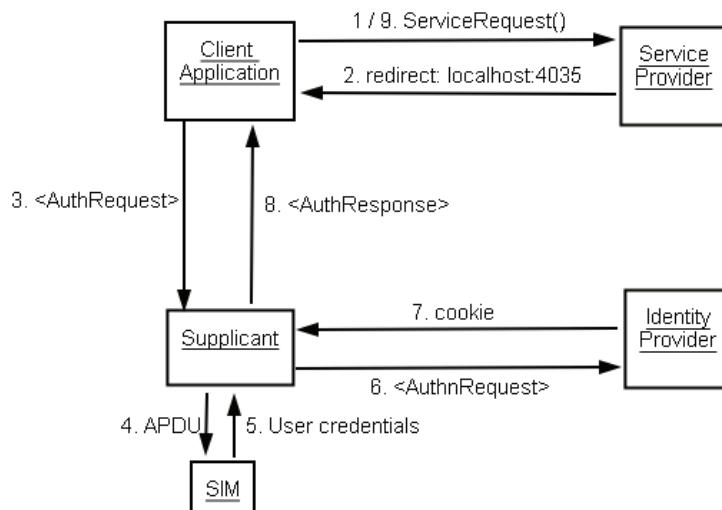 1 / 9. ServiceRequest()
Client
Application
Service
Provider
2. redirect: localhost:4035
3. <AuthRequest>
8. <AuthResponse>
7. cookie
Identity
Provider
Supplicant
6. <AuthnRequest>
4. APDU
5. User credentials
SIM